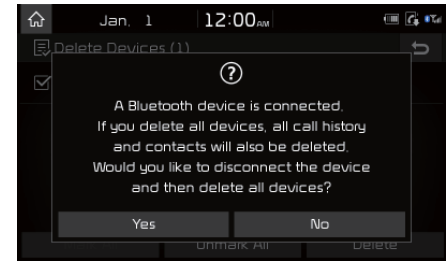 Jan. 1 12:00 AM
Delete Devices (1)
?
A Bluetooth device is connected.
If you delete all devices, all call history
and contacts will also be deleted.
Would you like to disconnect the device
and then delete all devices?
Yes No
Unmark All Delete